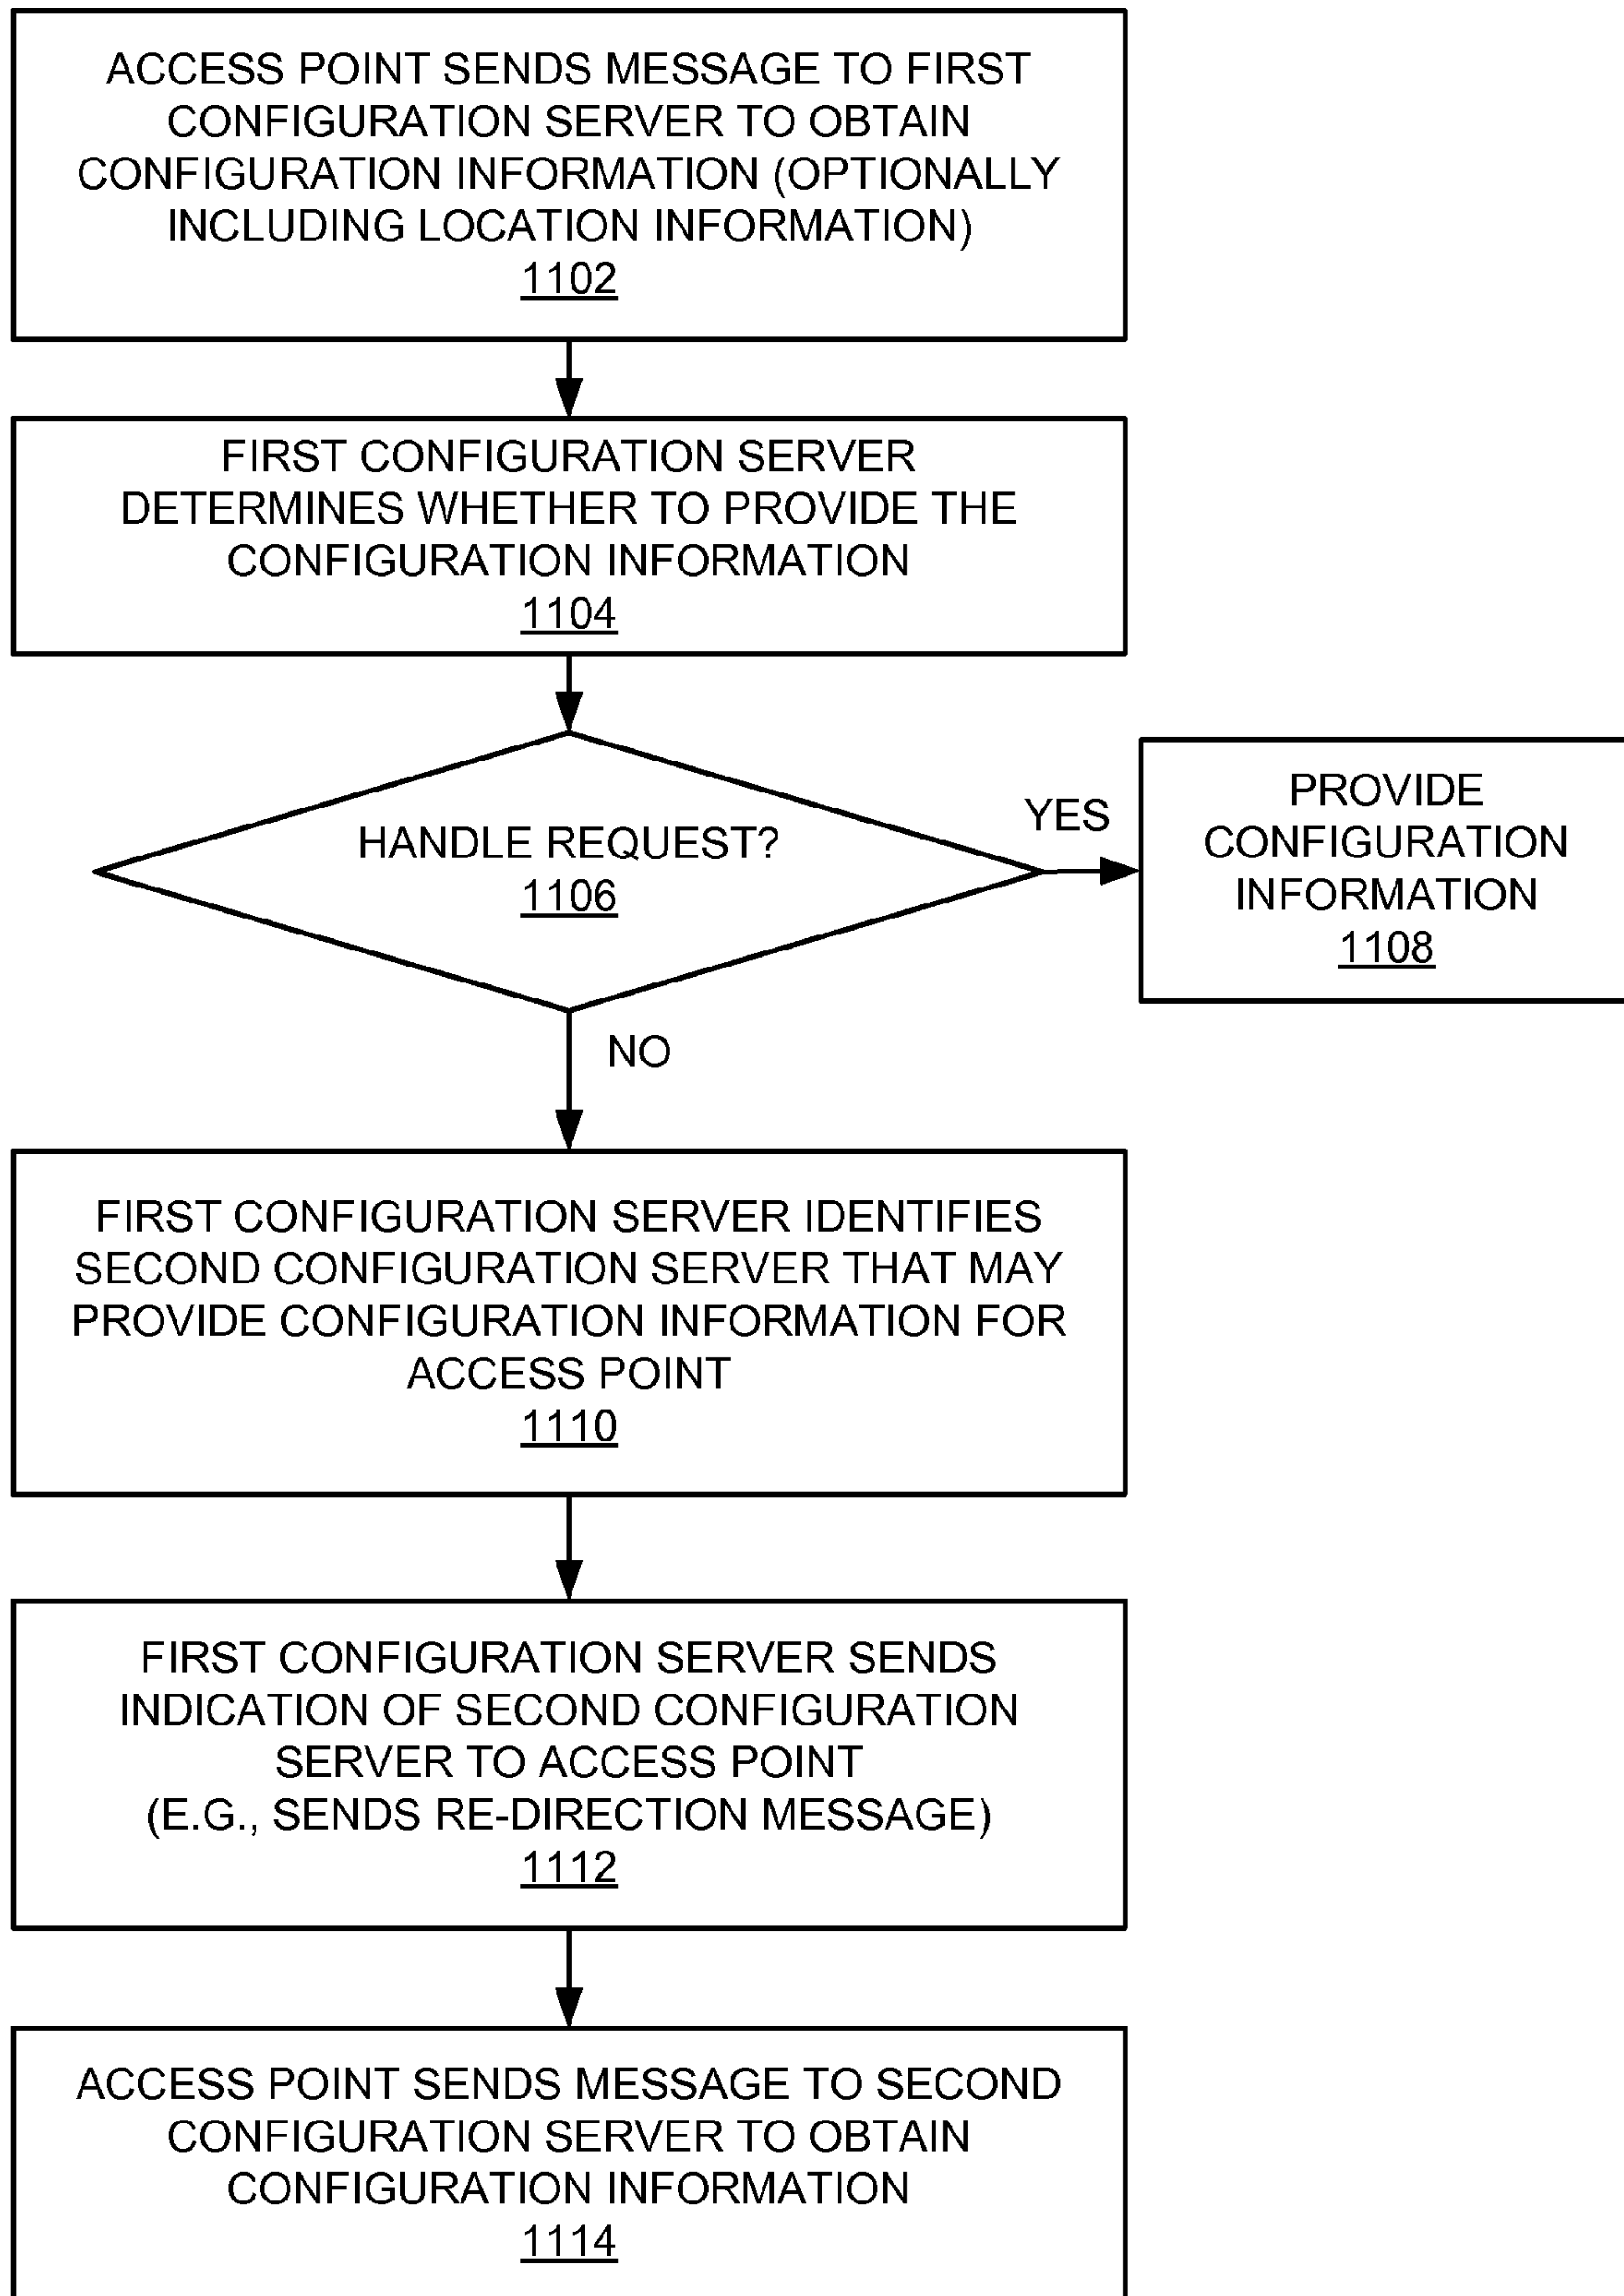 ACCESS POINT SENDS MESSAGE TO FIRST
CONFIGURATION SERVER TO OBTAIN
CONFIGURATION INFORMATION (OPTIONALLY
INCLUDING LOCATION INFORMATION)
1102
FIRST CONFIGURATION SERVER
DETERMINES WHETHER TO PROVIDE THE
CONFIGURATION INFORMATION
1104
HANDLE REQUEST?
1106
YES
PROVIDE
CONFIGURATION
INFORMATION
1108
NO
FIRST CONFIGURATION SERVER IDENTIFIES
SECOND CONFIGURATION SERVER THAT MAY
PROVIDE CONFIGURATION INFORMATION FOR
ACCESS POINT
1110
FIRST CONFIGURATION SERVER SENDS
INDICATION OF SECOND CONFIGURATION
SERVER TO ACCESS POINT
(E.G., SENDS RE-DIRECTION MESSAGE)
1112
ACCESS POINT SENDS MESSAGE TO SECOND
CONFIGURATION SERVER TO OBTAIN
CONFIGURATION INFORMATION
1114